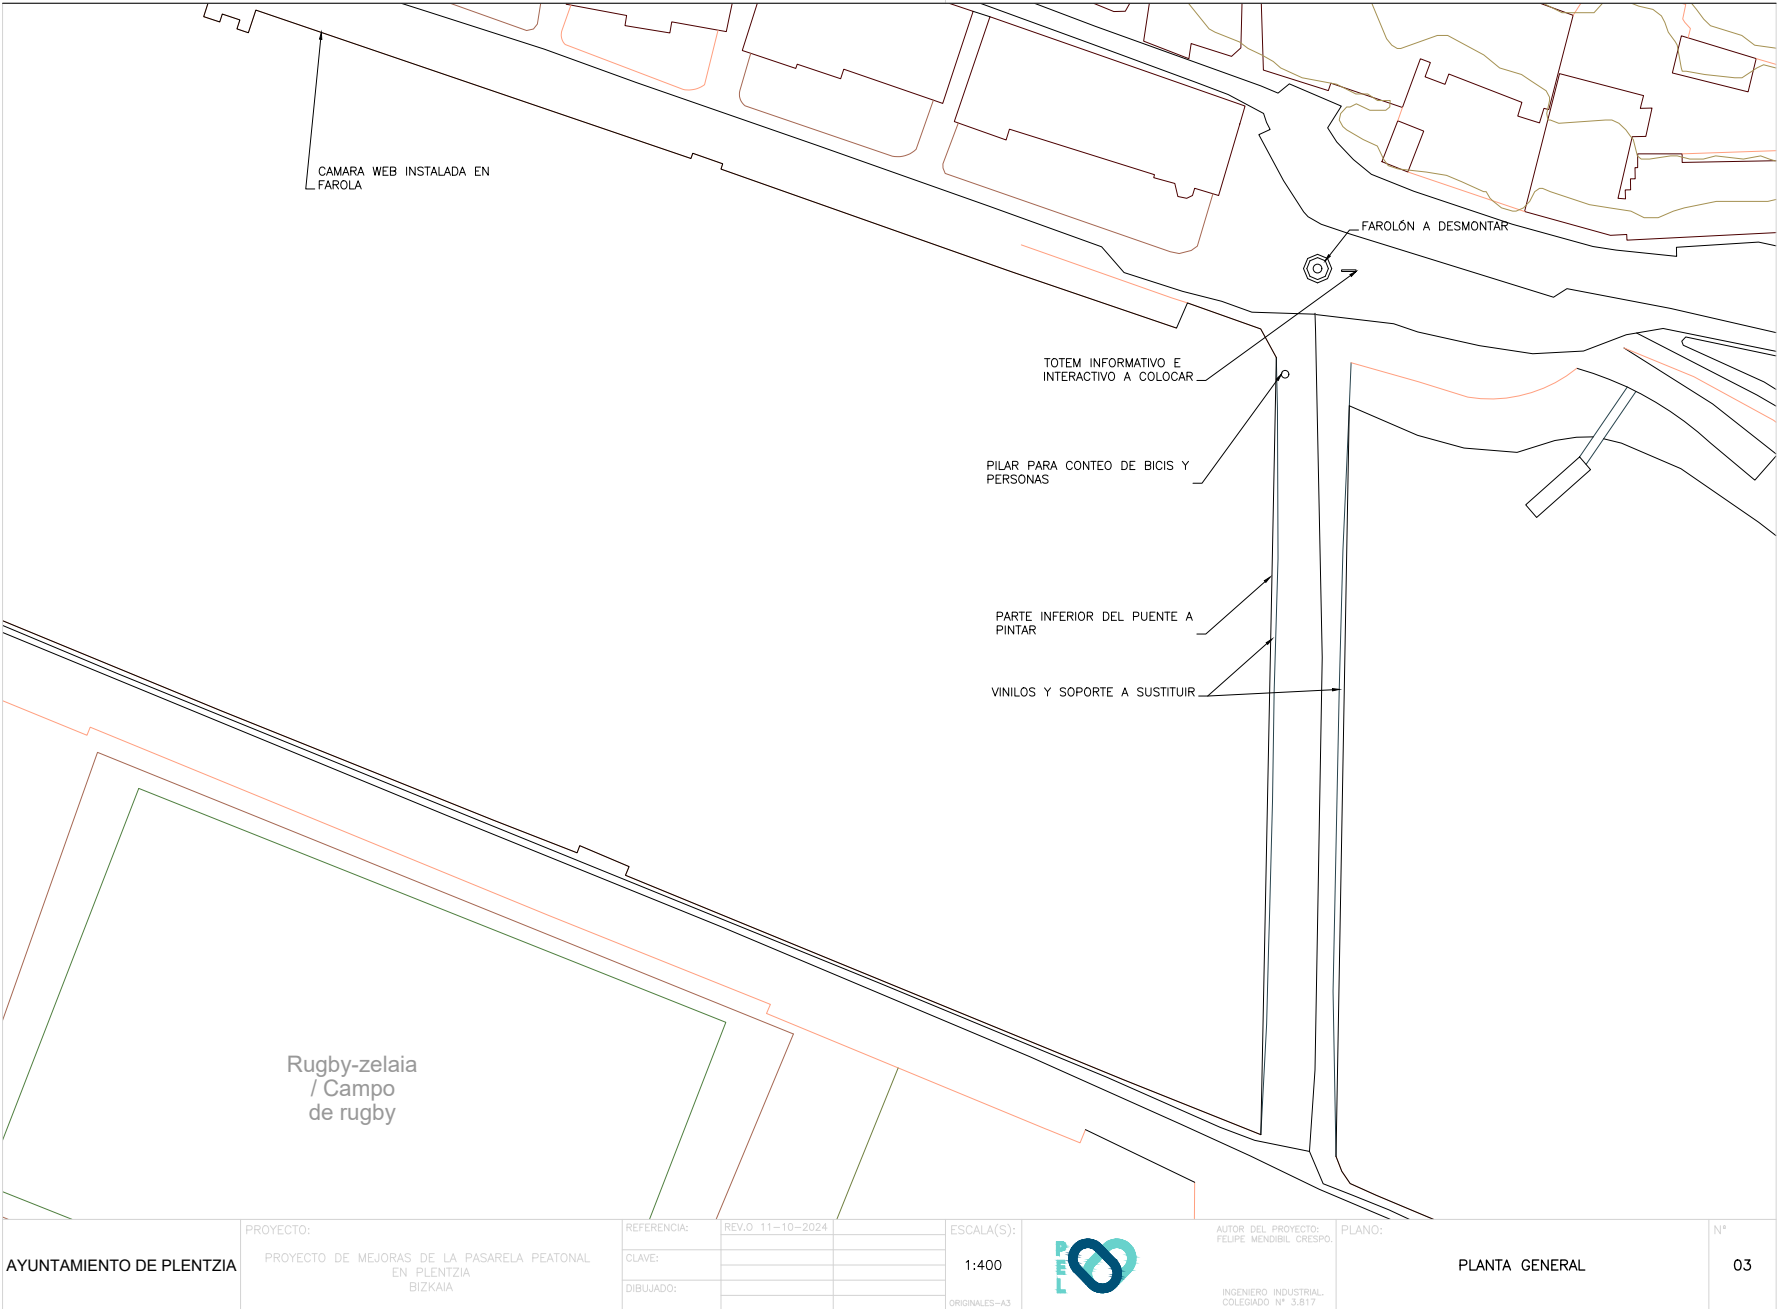 CAMARA WEB INSTALADA EN
FAROLA
FAROLÓN A DESMONTAR
TOTEM INFORMATIVO E
INTERACTIVO A COLOCAR
PILAR PARA CONTEO DE BICIS Y
PERSONAS
PARTE INFERIOR DEL PUENTE A
PINTAR
VINILOS Y SOPORTE A SUSTITUIR
Rugby-zelaia
/ Campo
de rugby
AYUNTAMIENTO DE PLENTZIA
PROYECTO:
PROYECTO DE MEJORAS DE LA PASARELA PEATONAL
EN PLENTZIA
BIZKAIA
REFERENCIA:
REV.0 11-10-2024
CLAVE:
DIBUJADO:
ESCALA(S):
1:400
ORIGINALES-A3
PEL
AUTOR DEL PROYECTO:
FELIPE MENDIBIL CRESPO.
INGENIERO INDUSTRIAL.
COLEGIADO Nº 3.817
PLANO:
PLANTA GENERAL
Nº
03